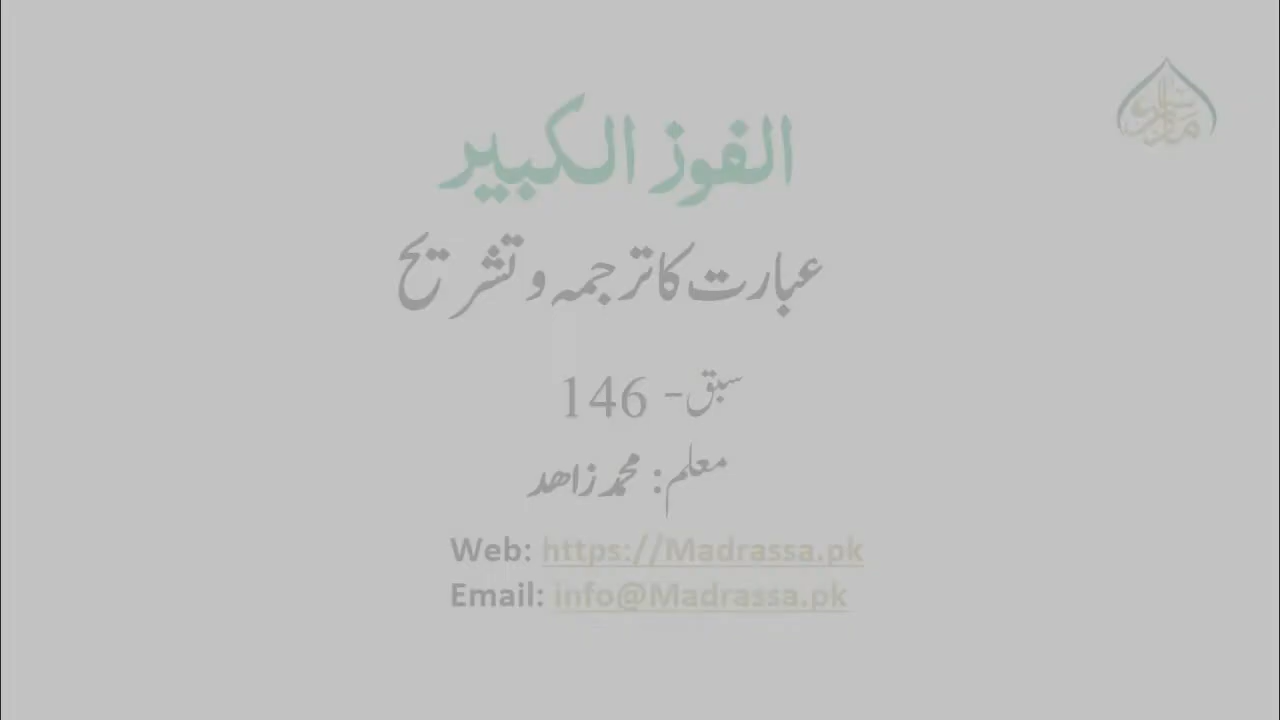 الفوز الکبیر
عبارت کا ترجمہ و تشریح
سبق - 146
معلم: محمد زاھد
Web: https://Madrassa.pk
Email: info@Madrassa.pk